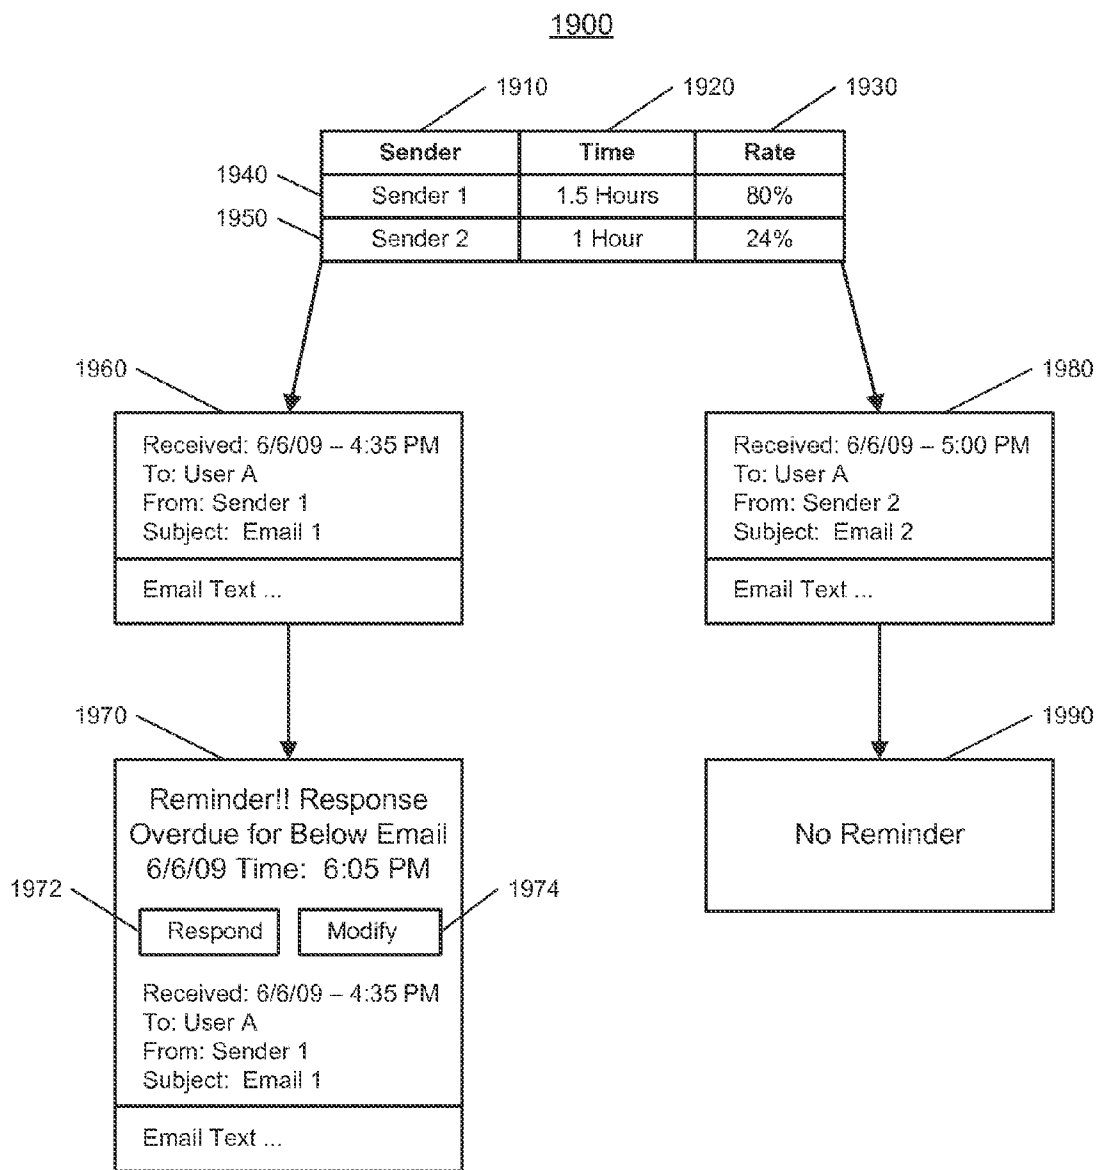 1900
1910 1920 1930
Sender Time Rate
1940 Sender 1 1.5 Hours 80%
1950 Sender 2 1 Hour 24%
1960
Received: 6/6/09 – 4:35 PM
To: User A
From: Sender 1
Subject: Email 1
Email Text ...
1980
Received: 6/6/09 – 5:00 PM
To: User A
From: Sender 2
Subject: Email 2
Email Text ...
1970
Reminder!! Response
Overdue for Below Email
6/6/09 Time: 6:05 PM
1972 1974
Respond Modify
Received: 6/6/09 – 4:35 PM
To: User A
From: Sender 1
Subject: Email 1
Email Text ...
1990
No Reminder